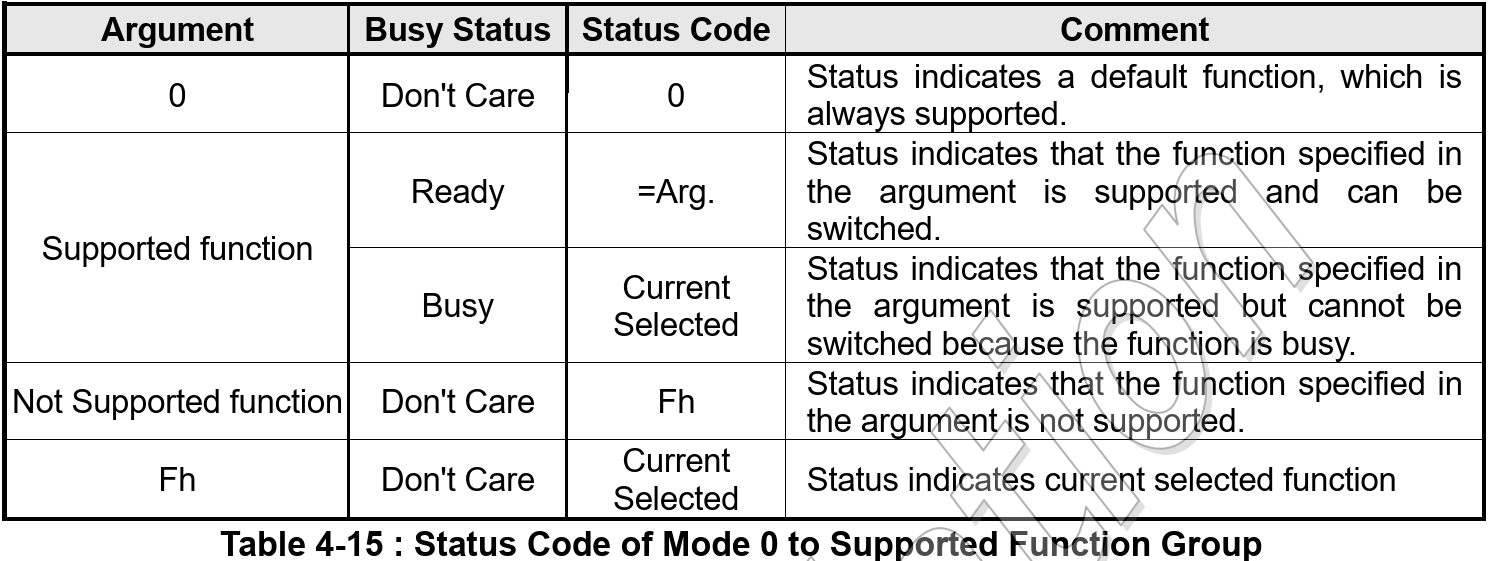 Argument Busy Status Status Code Comment
0 Don't Care 0 Status indicates a default function, which is
always supported.
Supported function Ready =Arg. Status indicates that the function specified in
the argument is supported and can be
switched.
Busy Current
Selected Status indicates that the function specified in
the argument is supported but cannot be
switched because the function is busy.
Not Supported function Don't Care Fh Status indicates that the function specified in
the argument is not supported.
Fh Don't Care Current
Selected Status indicates current selected function
Table 4-15 : Status Code of Mode 0 to Supported Function Group